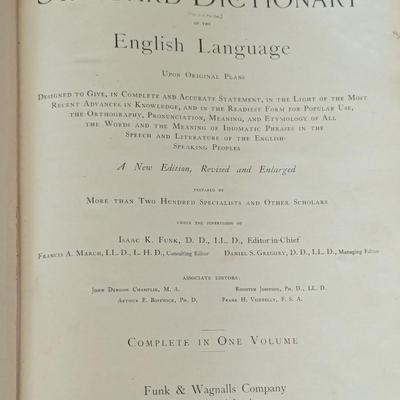 STANDARD DICTIONARY
OF THE
English Language
UPON ORIGINAL PLANS
DESIGNED TO GIVE, IN COMPLETE AND ACCURATE STATEMENT, IN THE LIGHT OF THE MOST
RECENT ADVANCES IN KNOWLEDGE, AND IN THE READIEST FORM FOR POPULAR USE,
THE ORTHOGRAPHY, PRONUNCIATION, MEANING, AND ETYMOLOGY OF ALL
THE WORDS AND THE MEANING OF IDIOMATIC PHRASES IN THE
SPEECH AND LITERATURE OF THE ENGLISH-
SPEAKING PEOPLES
A New Edition, Revised and Enlarged
PREPARED BY
MORE THAN TWO HUNDRED SPECIALISTS AND OTHER SCHOLARS
UNDER THE SUPERVISION OF
ISAAC K. FUNK, D. D., LL. D., Editor-in-Chief
FRANCIS A. MARCH, LL. D., L. H. D., Consulting Editor DANIEL S. GREGORY, D. D., LL. D., Managing Editor
ASSOCIATE EDITORS:
JOHN DENISON CHAMPLIN, M. A. ROSSITER JOHNSON, PH. D., LL. D.
ARTHUR E. BOSTWICK, PH. D. FRANK H. VIZETELLY, F. S. A.
COMPLETE IN ONE VOLUME
Funk & Wagnalls Company